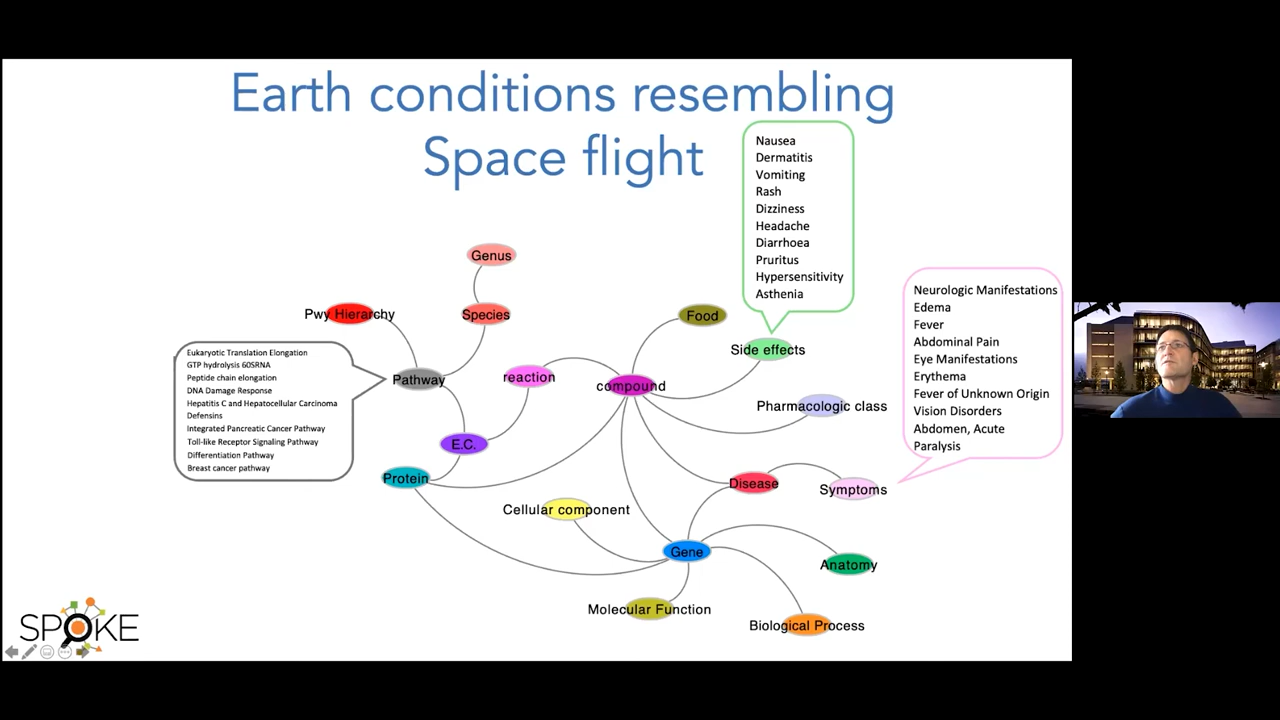 Earth conditions resembling
Space flight
Nausea
Dermatitis
Vomiting
Rash
Dizziness
Headache
Diarrhoea
Pruritus
Hypersensitivity
Asthenia
Genus
Pwy Hierarchy
Species
Food
Side effects
Neurologic Manifestations
Edema
Fever
Abdominal Pain
Eye Manifestations
Erythema
Fever of Unknown Origin
Vision Disorders
Abdomen, Acute
Paralysis
Eukaryotic Translation Elongation
GTP hydrolysis 60SRNA
Peptide chain elongation
DNA Damage Response
Hepatitis C and Hepatocellular Carcinoma
Defensins
Integrated Pancreatic Cancer Pathway
Toll-like Receptor Signaling Pathway
Differentiation Pathway
Breast cancer pathway
Pathway
reaction
compound
Pharmacologic class
E.C.
Protein
Disease
Symptoms
Cellular component
Gene
Anatomy
Molecular Function
Biological Process
SPOKE